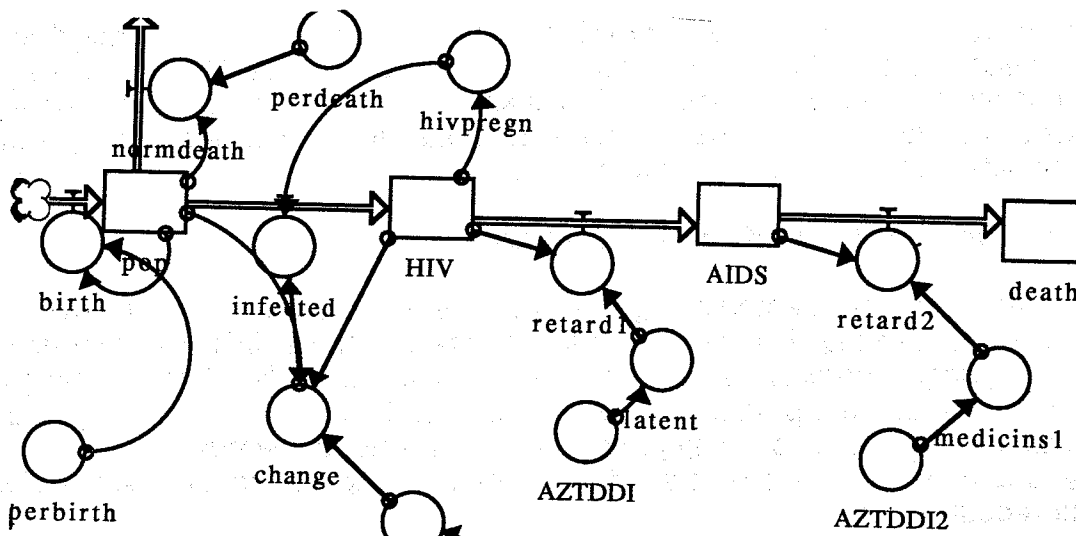 perdeath
hivpregn
normdeath
pop
HIV
AIDS
birth
infected
death
retard1
retard2
latent
medicins1
change
AZTDDI
perbirth
AZTDDI2